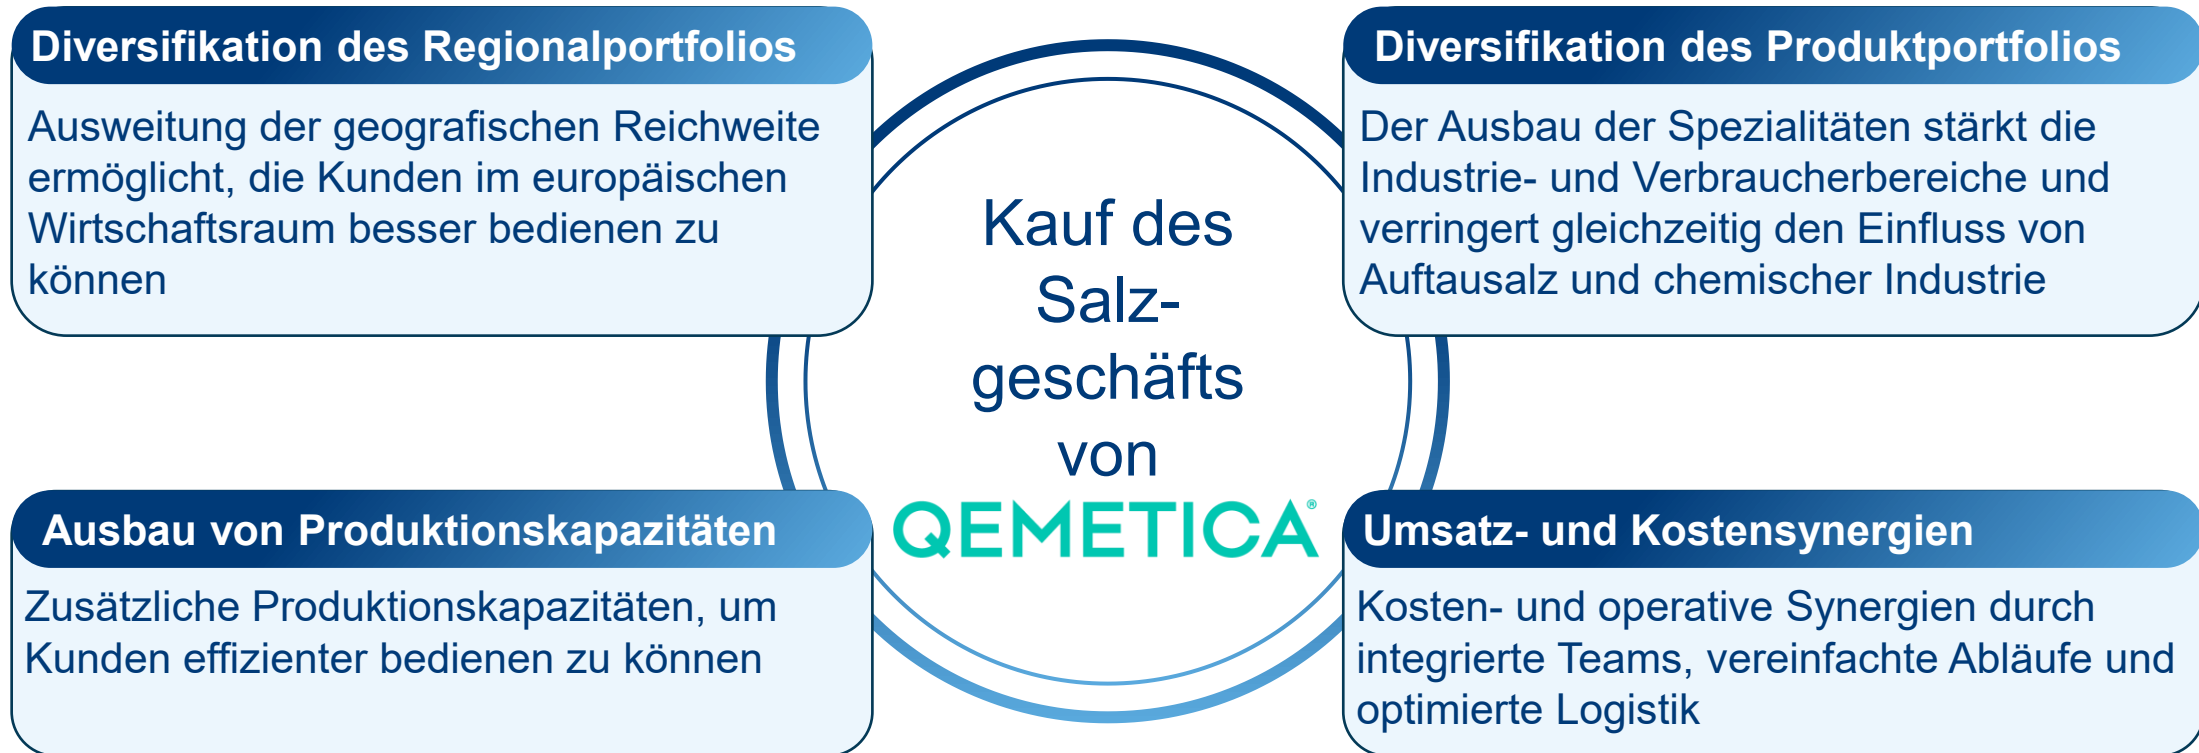 Diversifikation des Regionalportfolios
Ausweitung der geografischen Reichweite
ermöglicht, die Kunden im europäischen
Wirtschaftsraum besser bedienen zu
können
Diversifikation des Produktportfolios
Der Ausbau der Spezialitäten stärkt die
Industrie- und Verbraucherbereiche und
verringert gleichzeitig den Einfluss von
Auftausalz und chemischer Industrie
Kauf des
Salz-
geschäfts
von
QEMETICA®
Ausbau von Produktionskapazitäten
Zusätzliche Produktionskapazitäten, um
Kunden effizienter bedienen zu können
Umsatz- und Kostensynergien
Kosten- und operative Synergien durch
integrierte Teams, vereinfachte Abläufe und
optimierte Logistik